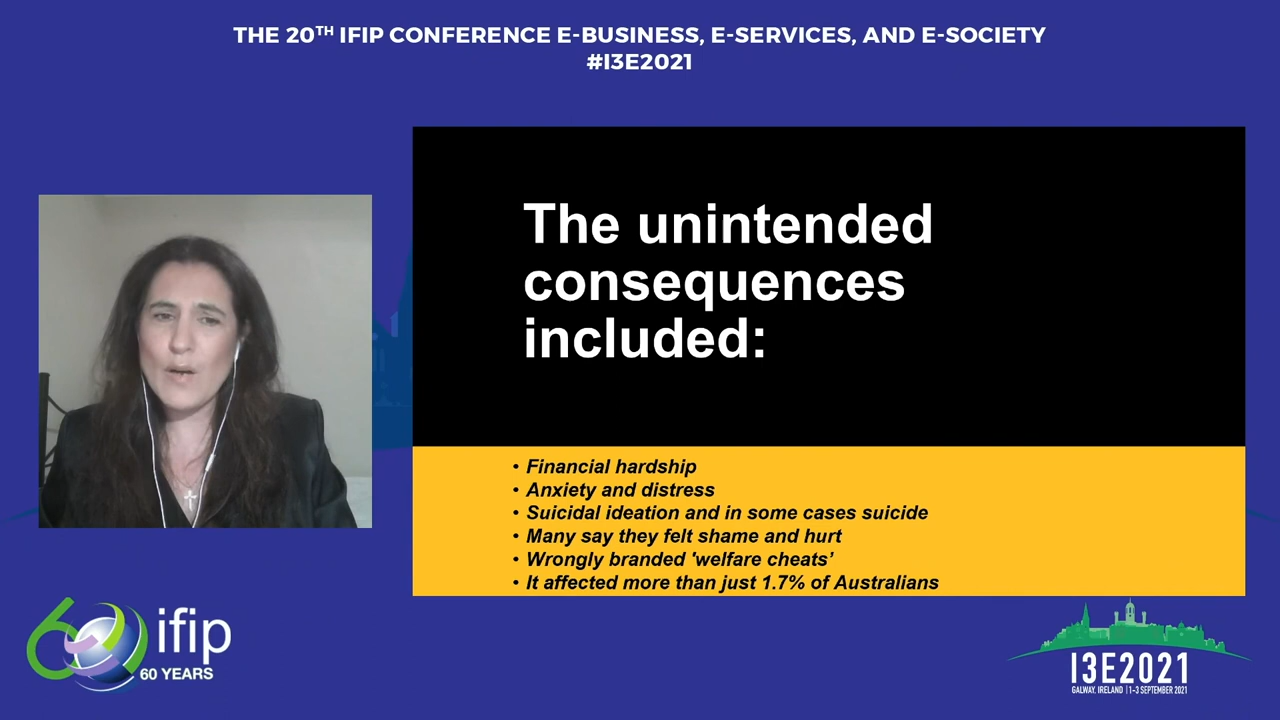 THE 20TH IFIP CONFERENCE E-BUSINESS, E-SERVICES, AND E-SOCIETY
#I3E2021
The unintended
consequences
included:
• Financial hardship
• Anxiety and distress
• Suicidal ideation and in some cases suicide
• Many say they felt shame and hurt
• Wrongly branded 'welfare cheats’
• It affected more than just 1.7% of Australians
60 ifip
60 YEARS
I3E2021
GALWAY, IRELAND | 1-3 SEPTEMBER 2021